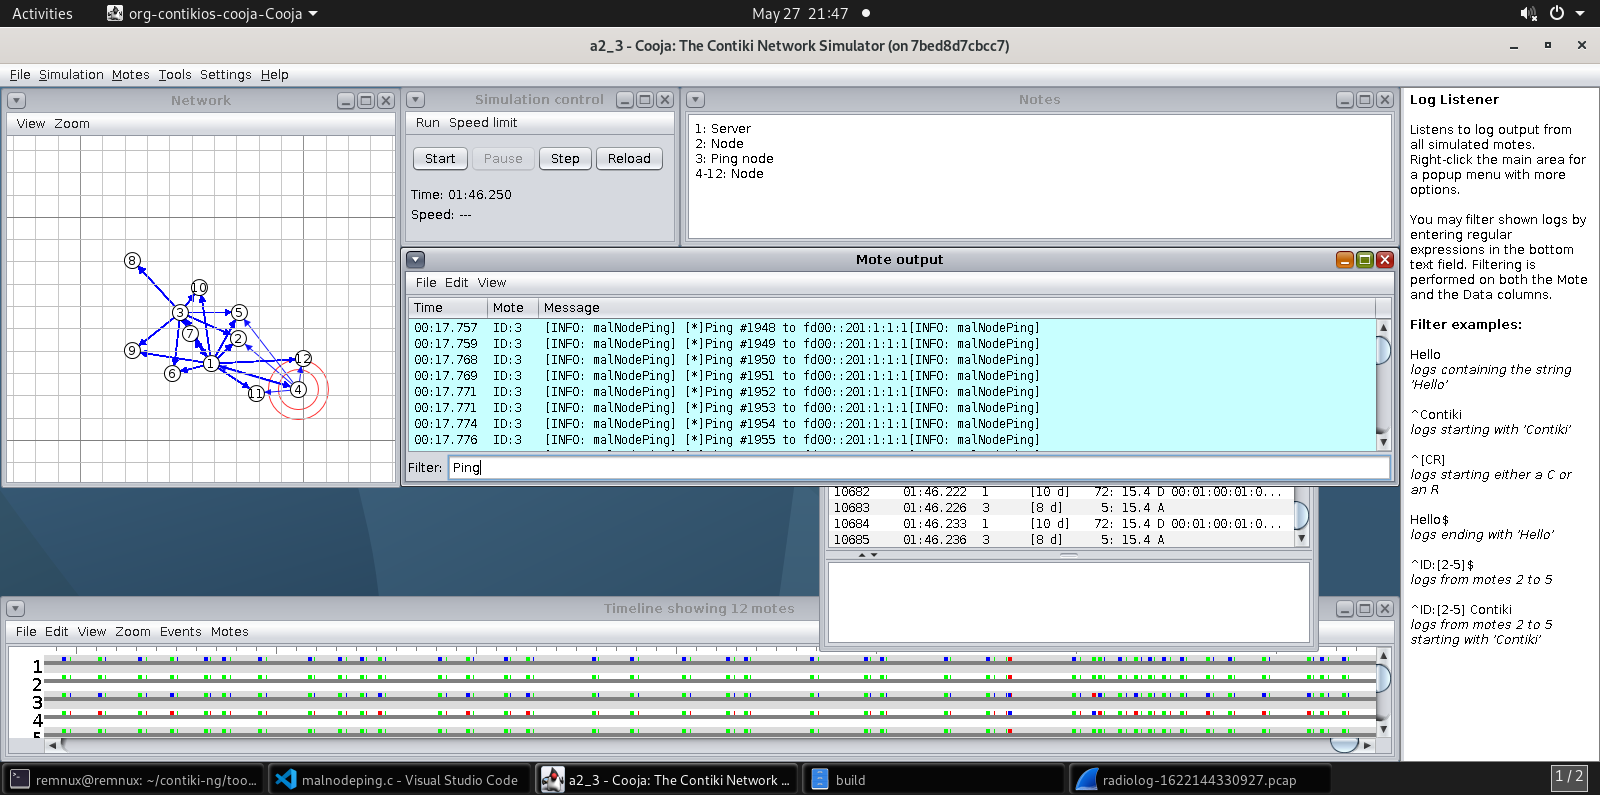 Activities org-contikios-cooja-Cooja May 27 21:47
a2_3 - Cooja: The Contiki Network Simulator (on 7bed8d7cbcc7)
File Simulation Motes Tools Settings Help
Network
View Zoom
8
10
3
5
7
2
9
1
12
6
11
4
Simulation control
Run Speed limit
Start Pause Step Reload
Time: 01:46.250
Speed: ---
Notes
1: Server
2: Node
3: Ping node
4-12: Node
Mote output
File Edit View
Time Mote Message
00:17.757 ID:3 [INFO: malNodePing] [*]Ping #1948 to fd00::201:1:1:1[INFO: malNodePing]
00:17.759 ID:3 [INFO: malNodePing] [*]Ping #1949 to fd00::201:1:1:1[INFO: malNodePing]
00:17.768 ID:3 [INFO: malNodePing] [*]Ping #1950 to fd00::201:1:1:1[INFO: malNodePing]
00:17.769 ID:3 [INFO: malNodePing] [*]Ping #1951 to fd00::201:1:1:1[INFO: malNodePing]
00:17.771 ID:3 [INFO: malNodePing] [*]Ping #1952 to fd00::201:1:1:1[INFO: malNodePing]
00:17.771 ID:3 [INFO: malNodePing] [*]Ping #1953 to fd00::201:1:1:1[INFO: malNodePing]
00:17.774 ID:3 [INFO: malNodePing] [*]Ping #1954 to fd00::201:1:1:1[INFO: malNodePing]
00:17.776 ID:3 [INFO: malNodePing] [*]Ping #1955 to fd00::201:1:1:1[INFO: malNodePing]
Filter: Ping
10682 01:46.222 1 [10 d] 72: 15.4 D 00:01:00:01:0...
10683 01:46.226 3 [8 d] 5: 15.4 A
10684 01:46.233 1 [10 d] 72: 15.4 D 00:01:00:01:0...
10685 01:46.236 3 [8 d] 5: 15.4 A
Timeline showing 12 motes
File Edit View Zoom Events Motes
1
2
3
4
Log Listener
Listens to log output from
all simulated motes.
Right-click the main area for
a popup menu with more
options.
You may filter shown logs by
entering regular
expressions in the bottom
text field. Filtering is
performed on both the Mote
and the Data columns.
Filter examples:
Hello
logs containing the string
'Hello'
^Contiki
logs starting with 'Contiki'
^[CR]
logs starting either a C or
an R
Hello$
logs ending with 'Hello'
^ID:[2-5]$
logs from motes 2 to 5
^ID:[2-5] Contiki
logs from motes 2 to 5
starting with 'Contiki'
remnux@remnux: ~/contiki-ng/too... malnodeping.c - Visual Studio Code a2_3 - Cooja: The Contiki Network ... build radiolog-1622144330927.pcap 1 / 2